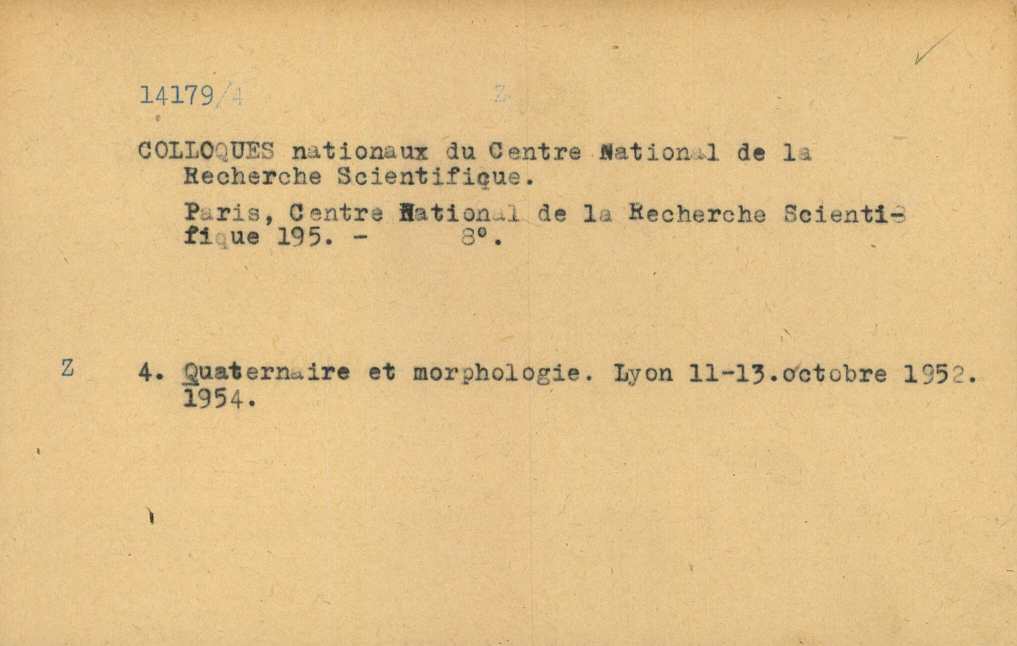 14179/4 Z
COLLOQUES nationaux du Centre National de la
Recherche Scientifique.
Paris, Centre National de la Recherche Scienti-
fique 195. - 8°.
Z 4. Quaternaire et morphologie. Lyon 11-13.octobre 1952.
1954.